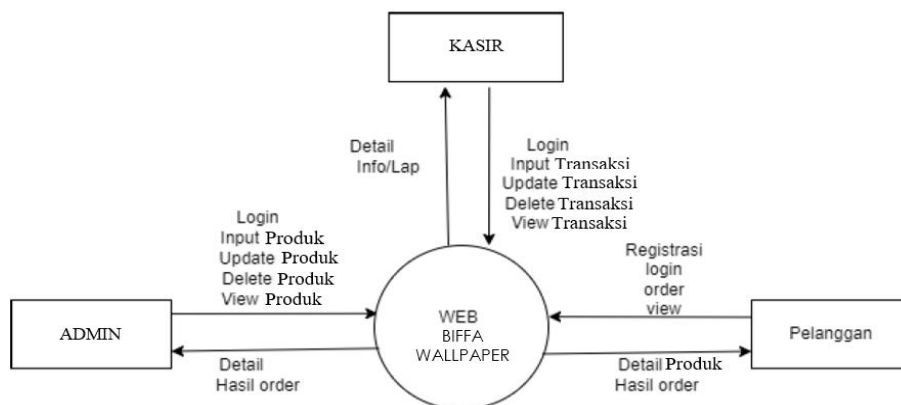 KASIR
Detail
Info/Lap
Login
Input Transaksi
Update Transaksi
Delete Transaksi
View Transaksi
Login
Input Produk
Update Produk
Delete Produk
View Produk
Registrasi
login
order
view
ADMIN
WEB
BIFFA
WALLPAPER
Pelanggan
Detail
Hasil order
Detail Produk
Hasil order